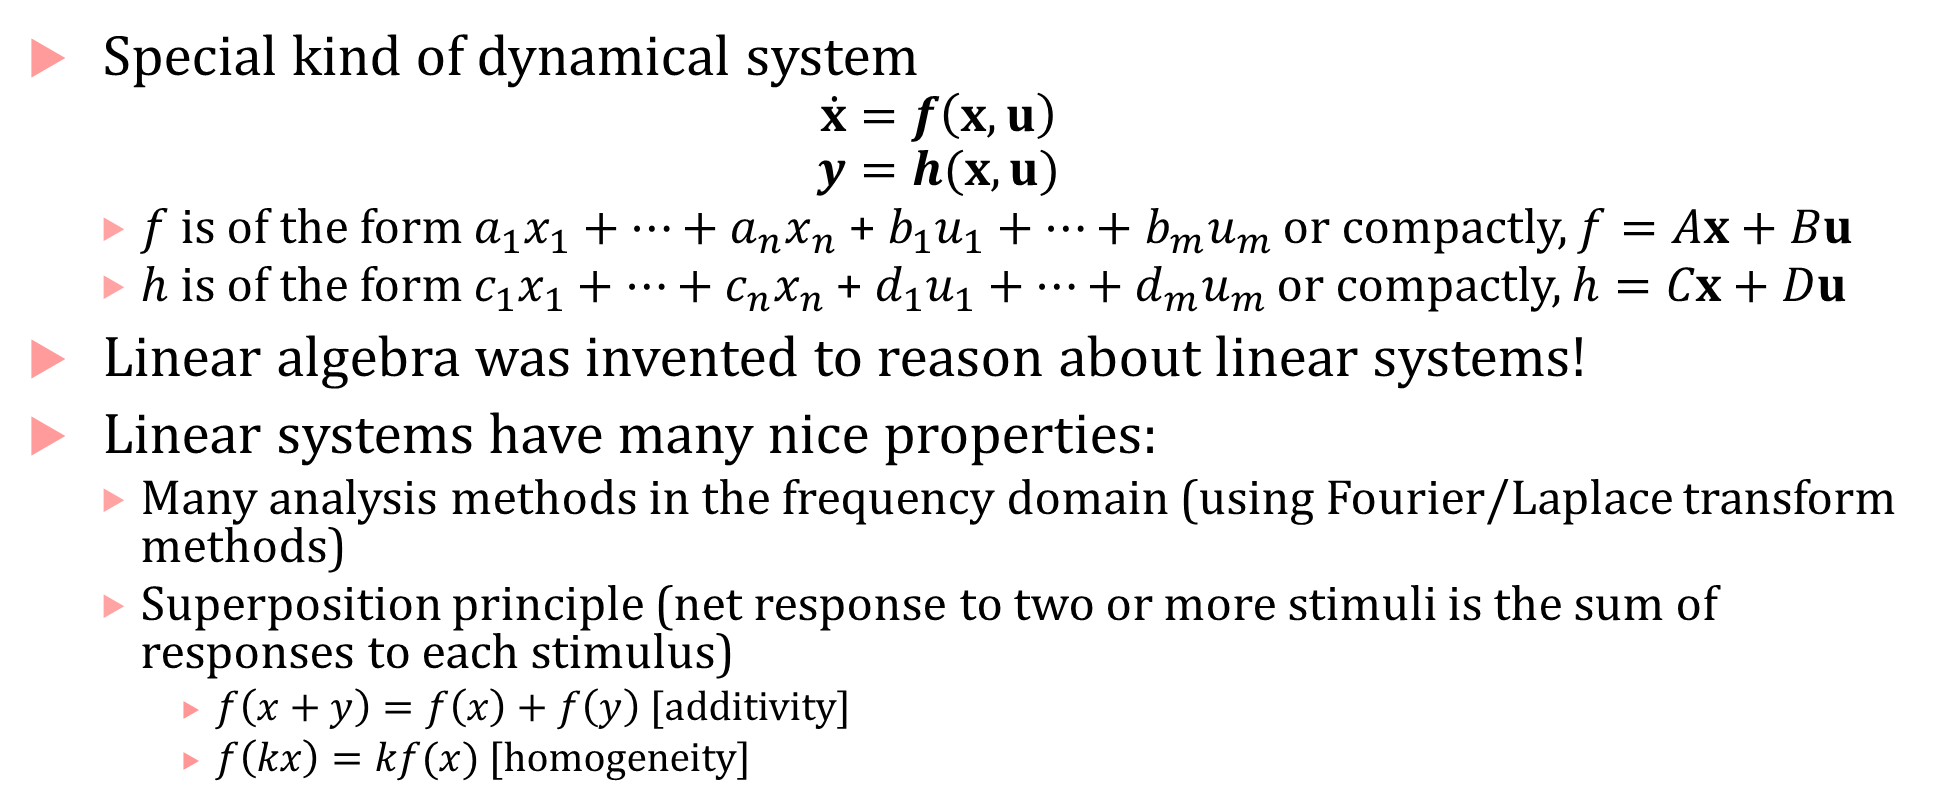 Special kind of dynamical system
ẋ = f(x, u)
y = h(x, u)
f is of the form a₁x₁ + ⋯ + aₙxₙ + b₁u₁ + ⋯ + bₘuₘ or compactly, f = Ax + Bu
h is of the form c₁x₁ + ⋯ + cₙxₙ + d₁u₁ + ⋯ + dₘuₘ or compactly, h = Cx + Du
Linear algebra was invented to reason about linear systems!
Linear systems have many nice properties:
Many analysis methods in the frequency domain (using Fourier/Laplace transform
methods)
Superposition principle (net response to two or more stimuli is the sum of
responses to each stimulus)
f(x + y) = f(x) + f(y) [additivity]
f(kx) = kf(x) [homogeneity]